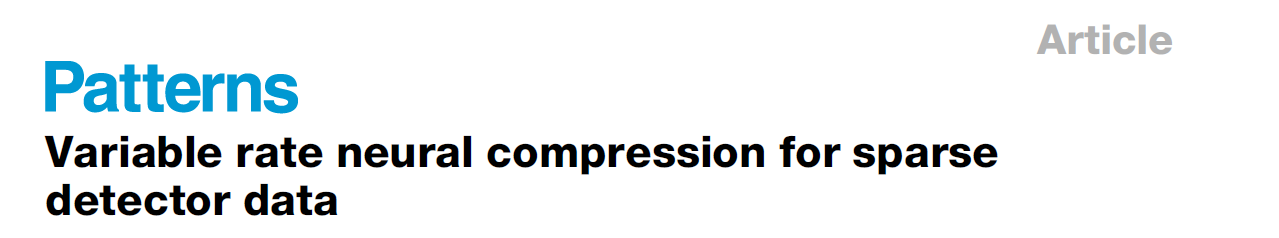 Article
Patterns
Variable rate neural compression for sparse
detector data